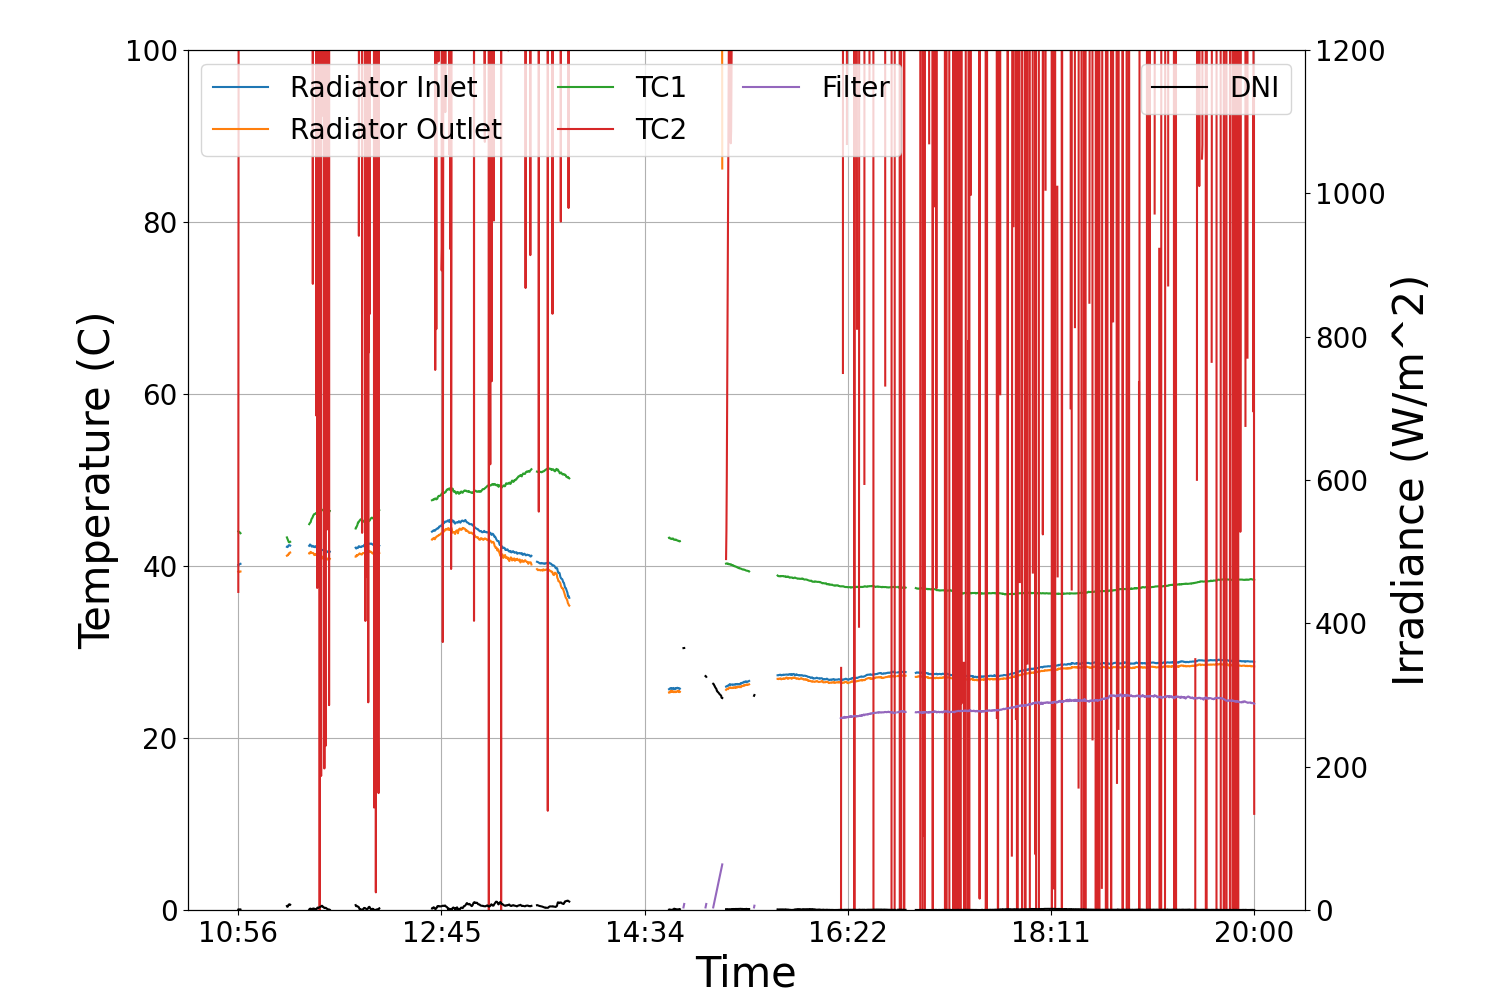 100
80
60
40
20
0
Temperature (C)
Radiator Inlet
Radiator Outlet
TC1
TC2
Filter
DNI
1200
1000
800
600
400
200
0
Irradiance (W/m^2)
10:56
12:45
14:34
16:22
18:11
20:00
Time